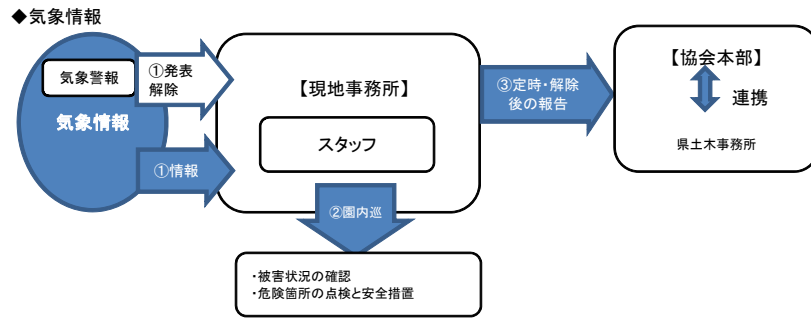 ◆気象情報
気象警報
気象情報
①発表
解除
①情報
【現地事務所】
スタッフ
②園内巡
・被害状況の確認
・危険箇所の点検と安全措置
③定時・解除
後の報告
【協会本部】
連携
県土木事務所